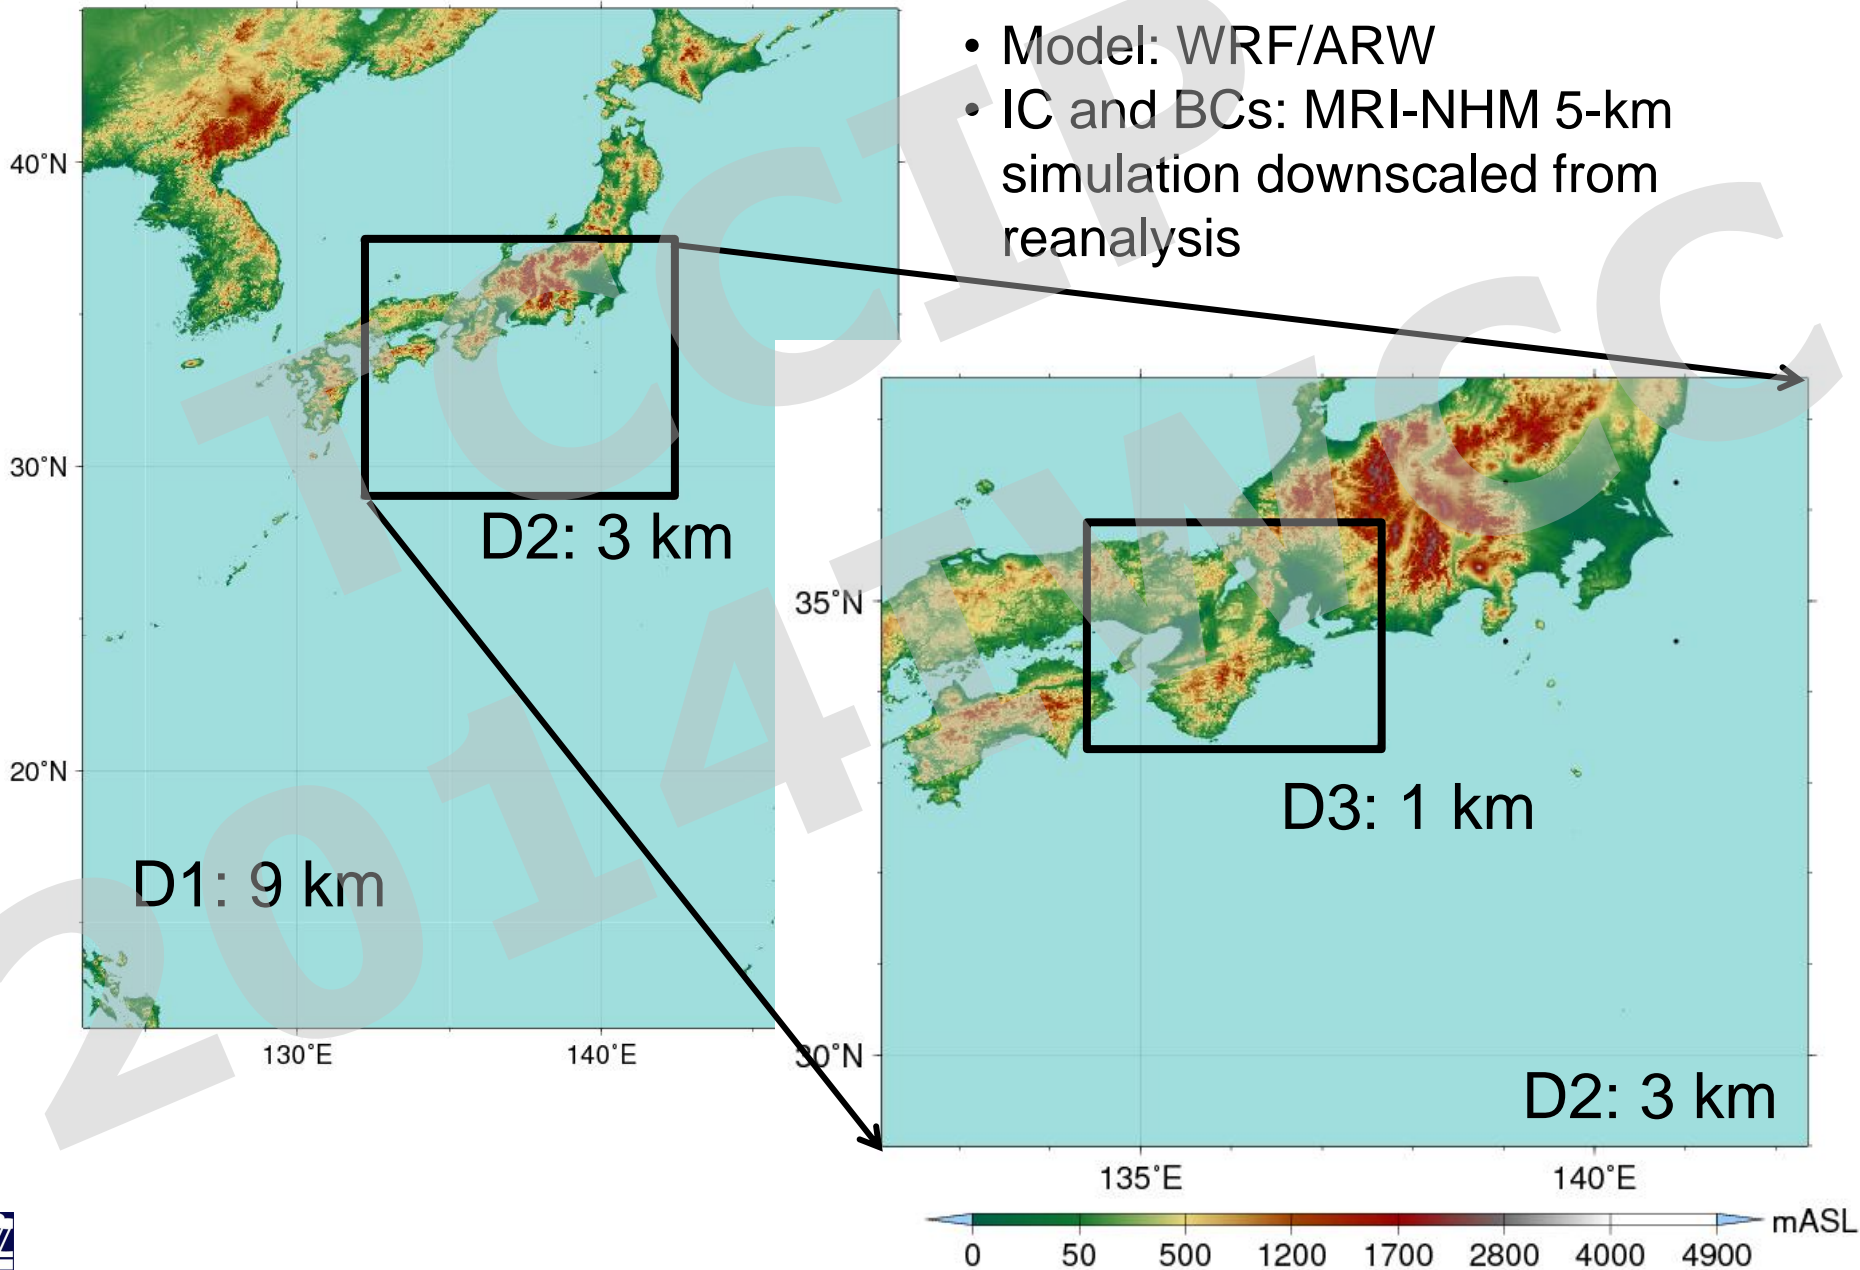 • Model: WRF/ARW
• IC and BCs: MRI-NHM 5-km
simulation downscaled from
reanalysis
40°N
30°N
20°N
130°E
140°E
D1: 9 km
D2: 3 km
35°N
30°N
135°E
140°E
D3: 1 km
D2: 3 km
0 50 500 1200 1700 2800 4000 4900 mASL
TCCIP
2014TWCC